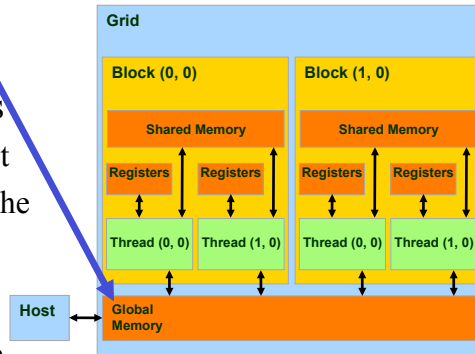 Grid
Block (0, 0)
Block (1, 0)
Shared Memory
Shared Memory
Registers
Registers
Registers
Registers
Thread (0, 0)
Thread (1, 0)
Thread (0, 0)
Thread (1, 0)
Host
Global
Memory
s
t
he